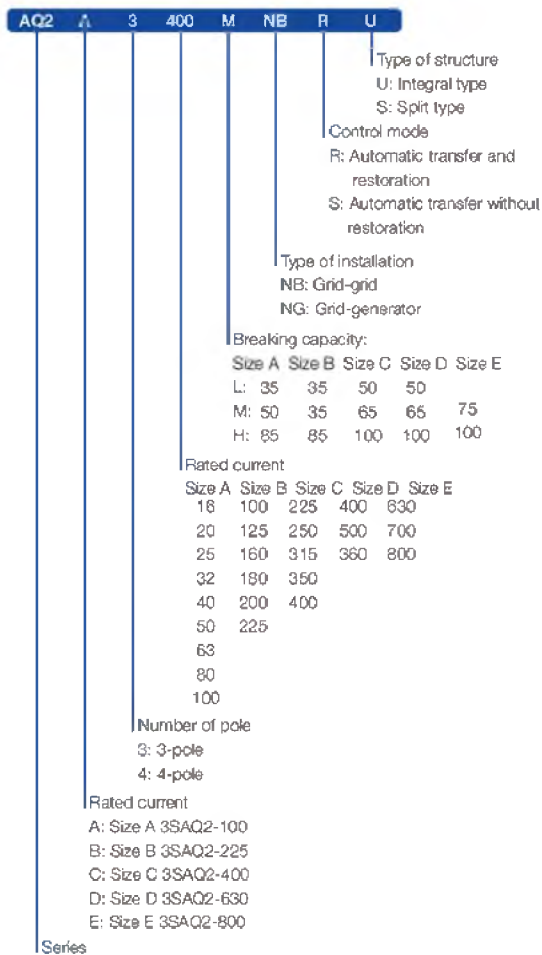 AQ2 A 3 400 M NB R U
Type of structure
U: Integral type
S: Split type
Control mode
R: Automatic transfer and
restoration
S: Automatic transfer without
restoration
Type of installation
NB: Grid-grid
NG: Grid-generator
Breaking capacity:
Size A Size B Size C Size D Size E
L: 35 35 50 50
M: 50 35 65 65 75
H: 85 85 100 100 100
Rated current
Size A Size B Size C Size D Size E
16 100 225 400 630
20 125 250 500 700
25 160 315 360 800
32 180 350
40 200 400
50 225
63
80
100
Number of pole
3: 3-pole
4: 4-pole
Rated current
A: Size A 3SAQ2-100
B: Size B 3SAQ2-225
C: Size C 3SAQ2-400
D: Size D 3SAQ2-630
E: Size E 3SAQ2-800
Series